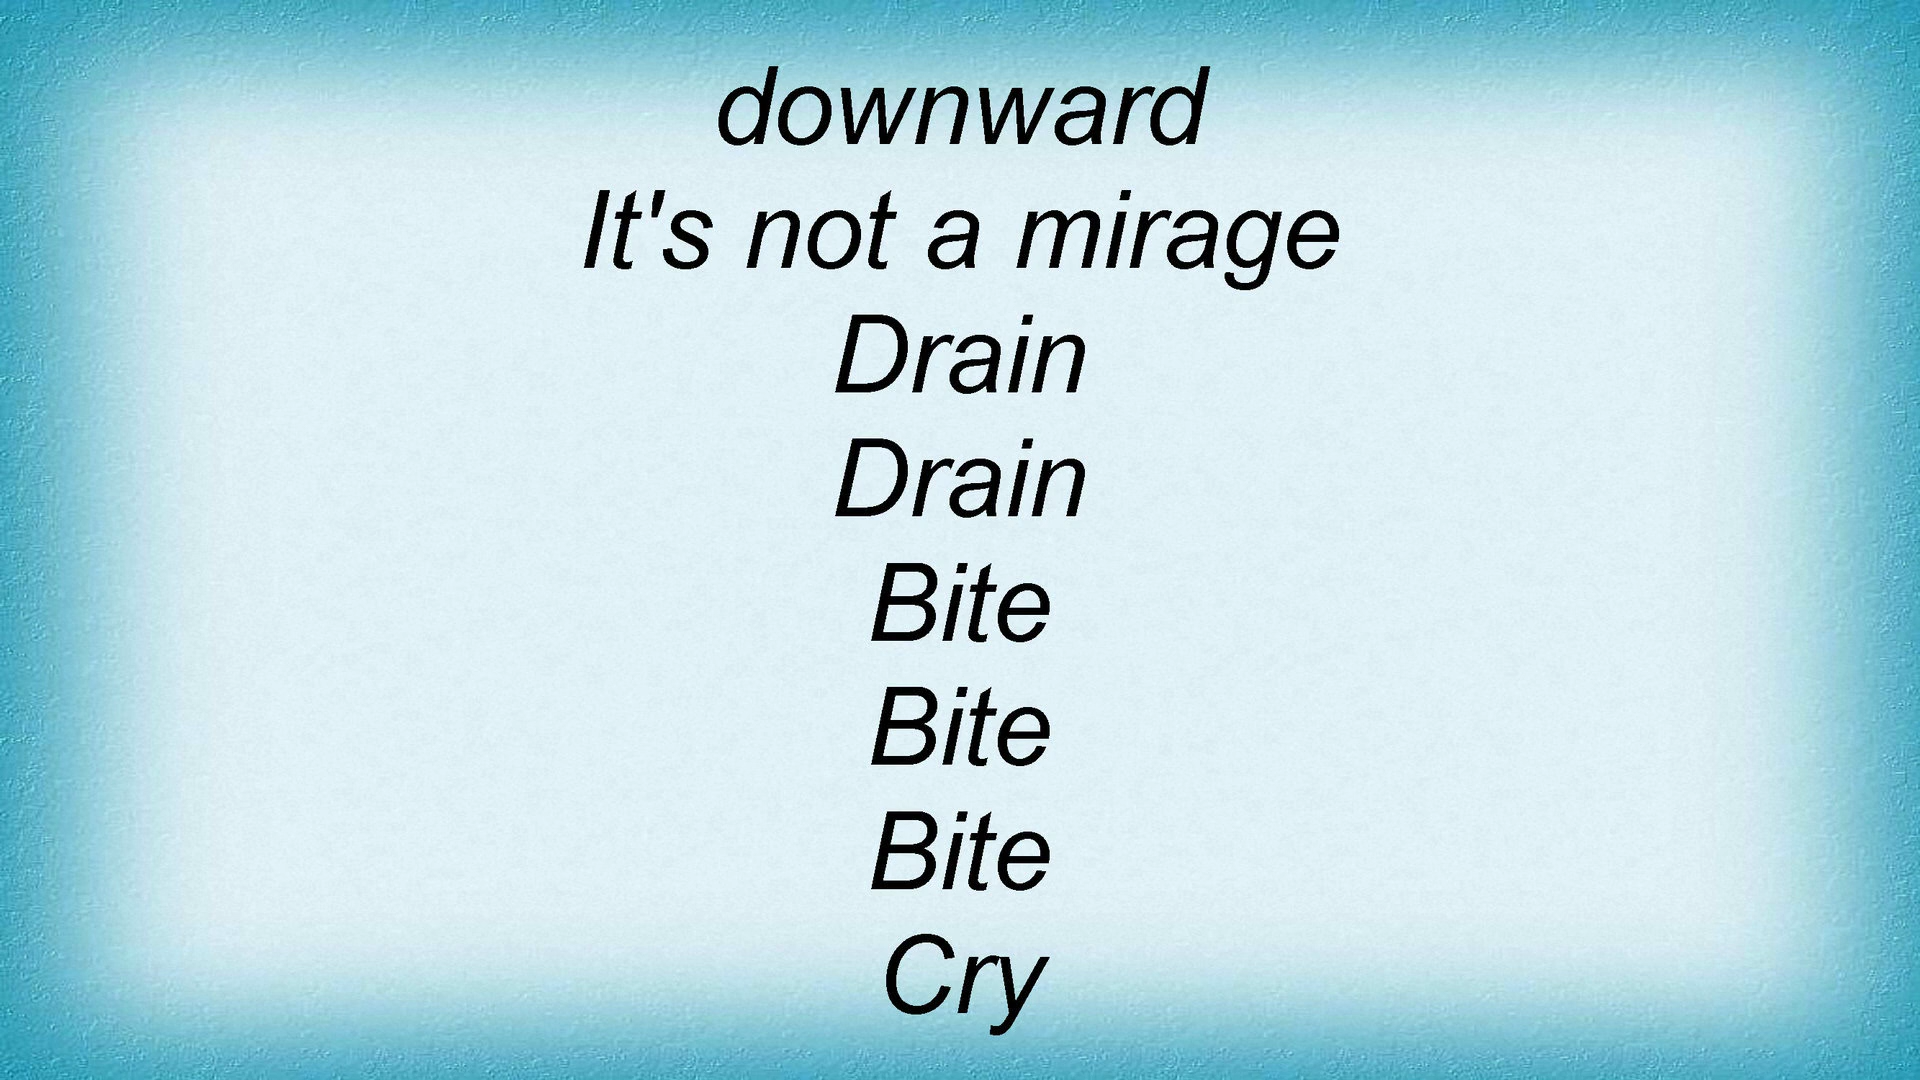 downward
It's not a mirage
Drain
Drain
Bite
Bite
Bite
Cry